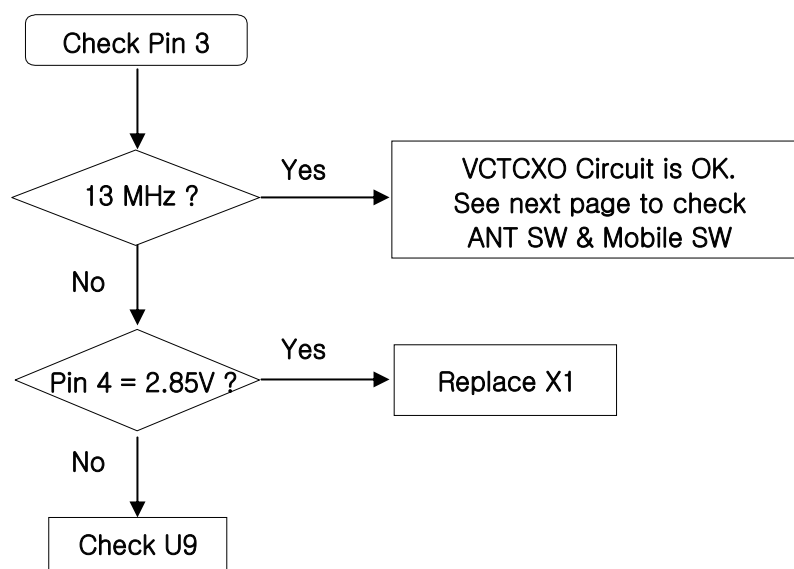 Check Pin 3
13 MHz ?
Yes
VCTCXO Circuit is OK.
See next page to check
ANT SW & Mobile SW
No
Pin 4 = 2.85V ?
Yes
Replace X1
No
Check U9